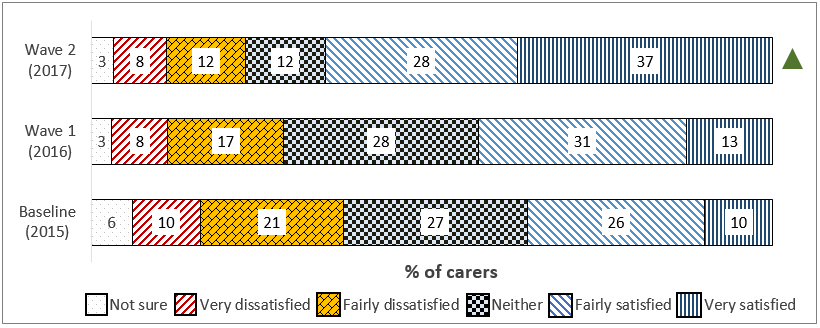 Wave 2
(2017)
3 8 12 12 28 37
Wave 1
(2016)
3 8 17 28 31 13
Baseline
(2015)
6 10 21 27 26 10
% of carers
Not sure Very dissatisfied Fairly dissatisfied Neither Fairly satisfied Very satisfied